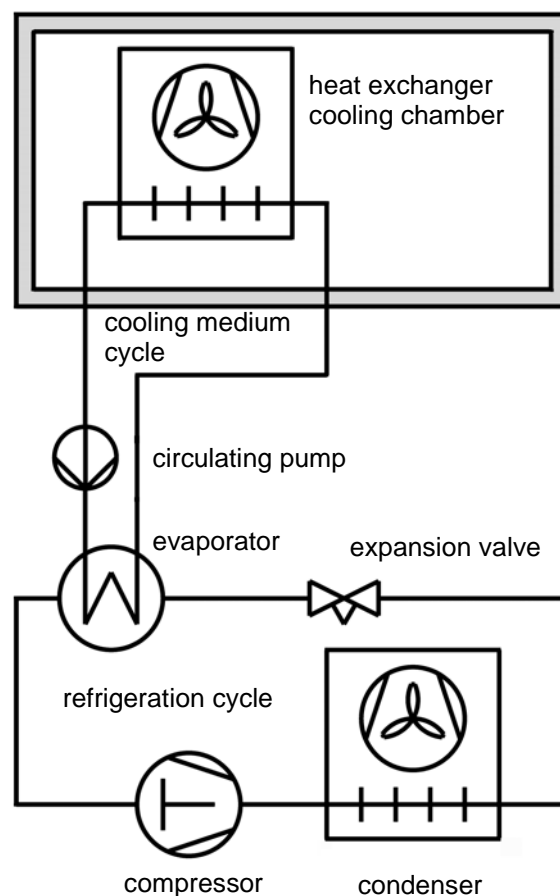 heat exchanger
cooling chamber
cooling medium
cycle
circulating pump
evaporator
expansion valve
refrigeration cycle
compressor
condenser